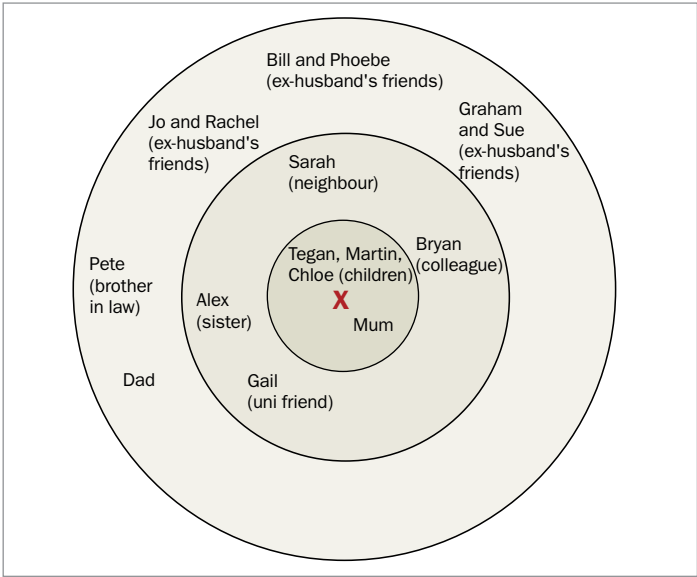 Bill and Phoebe
(ex-husband's friends)
Graham
and Sue
(ex-husband's
friends)
Jo and Rachel
(ex-husband's
friends)
Sarah
(neighbour)
Bryan
(colleague)
Tegan, Martin,
Chloe (children)
X
Mum
Pete
(brother
in law)
Alex
(sister)
Dad
Gail
(uni friend)